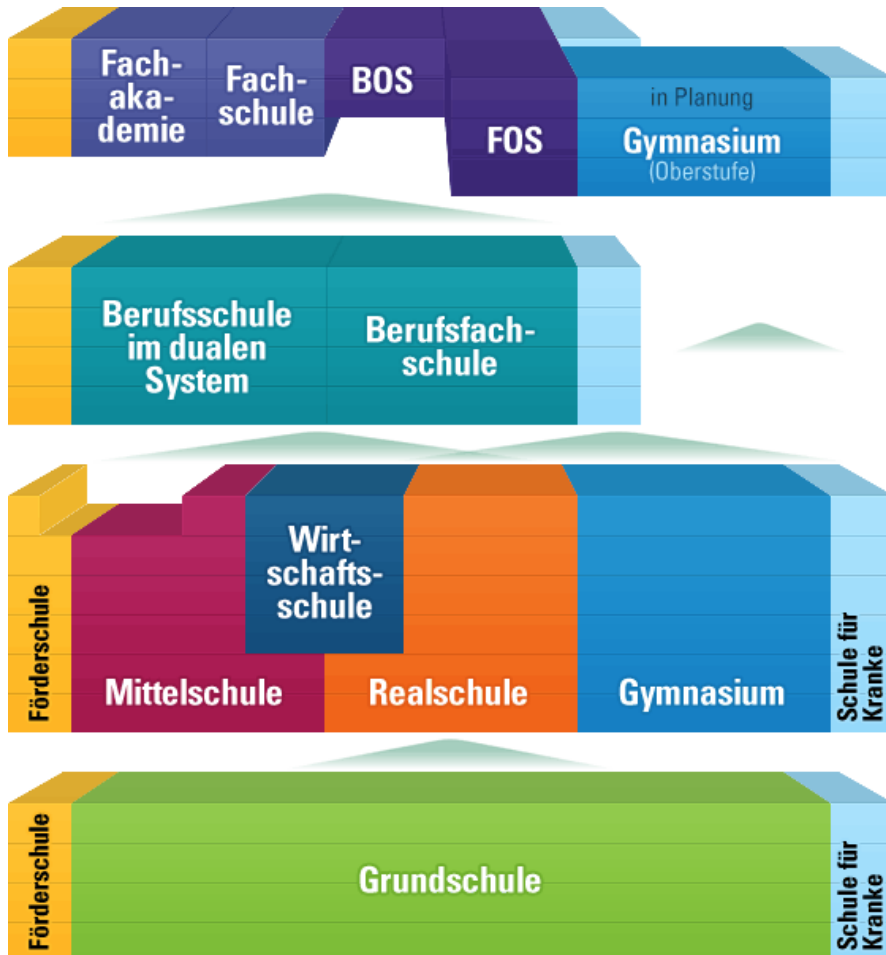 Fach-
aka-
demie
Fach-
schule
BOS
FOS
in Planung
Gymnasium
(Oberstufe)
Berufsschule
im dualen
System
Berufsfach-
schule
Förderschule
Mittelschule
Wirt-
schafts-
schule
Realschule
Gymnasium
Schule für
Kranke
Förderschule
Grundschule
Schule für
Kranke